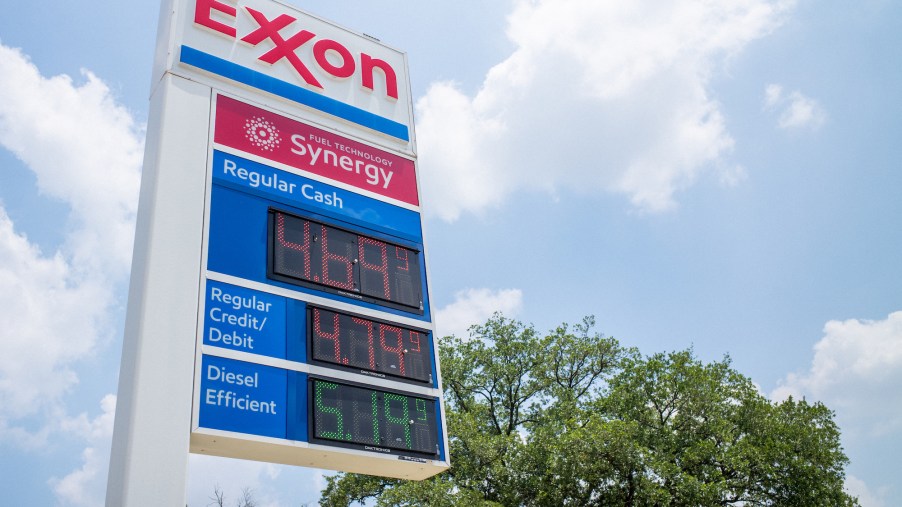 EXXON
FUEL TECHNOLOGY
Synergy
Regular Cash
4.69 9
Regular
Credit/
Debit
4.79 9
Diesel
Efficient
5.19 9